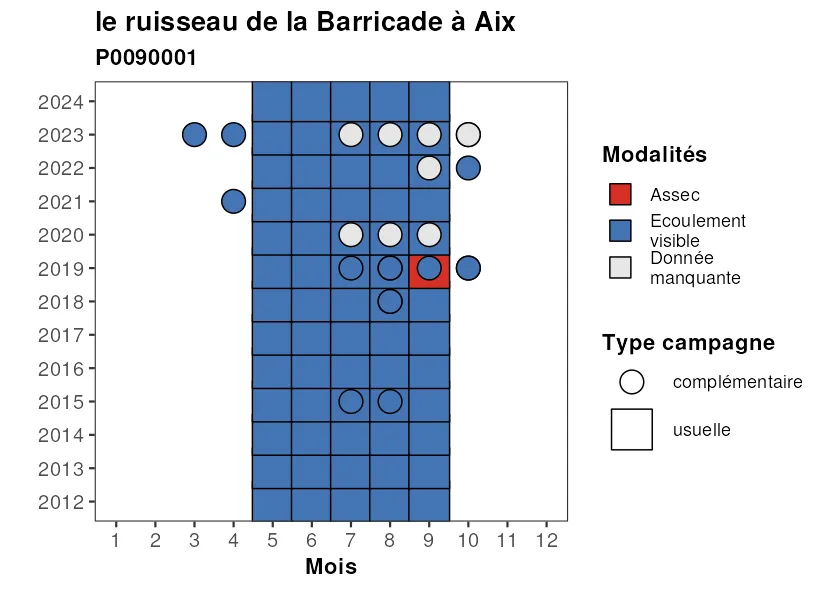 le ruisseau de la Barricade à Aix
P0090001
2024
2023
2022
2021
2020
2019
2018
2017
2016
2015
2014
2013
2012
1 2 3 4 5 6 7 8 9 10 11 12
Mois
Modalités
Assec
Ecoulement
visible
Donnée
manquante
Type campagne
complémentaire
usuelle